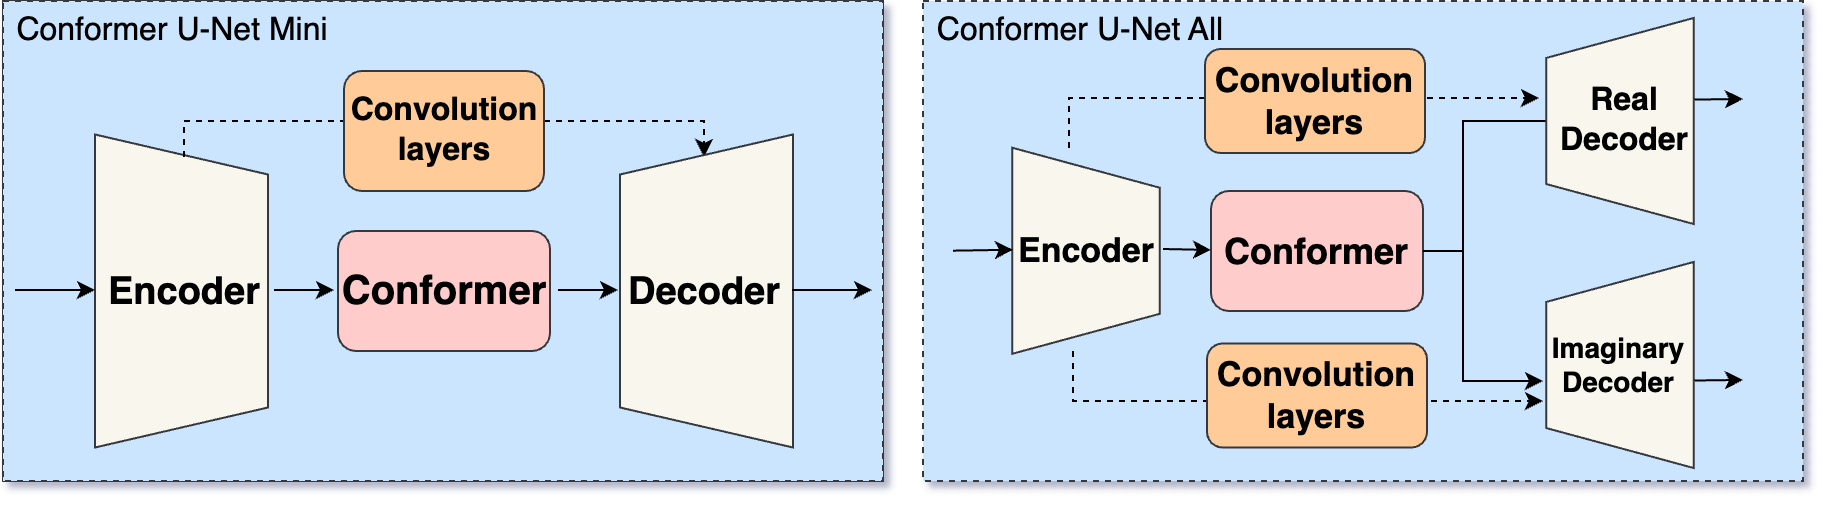 Conformer U-Net Mini
Convolution
layers
Encoder
Conformer
Decoder
Conformer U-Net All
Convolution
layers
Real
Decoder
Encoder
Conformer
Imaginary
Decoder
Convolution
layers